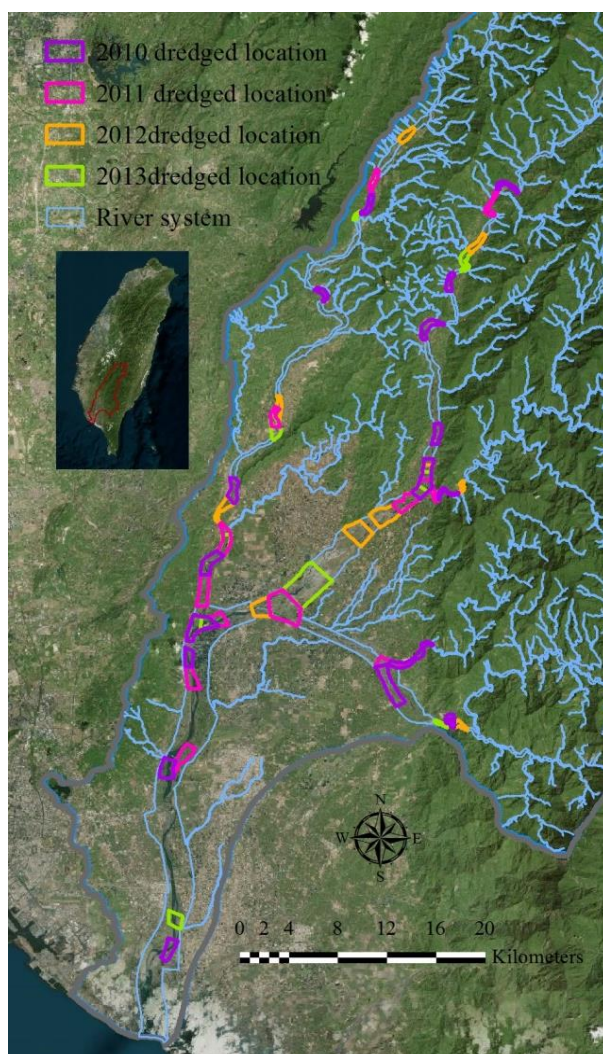 2010 dredged location
2011 dredged location
2012dredged location
2013dredged location
River system
N
W E
S
0 2 4 8 12 16 20
Kilometers